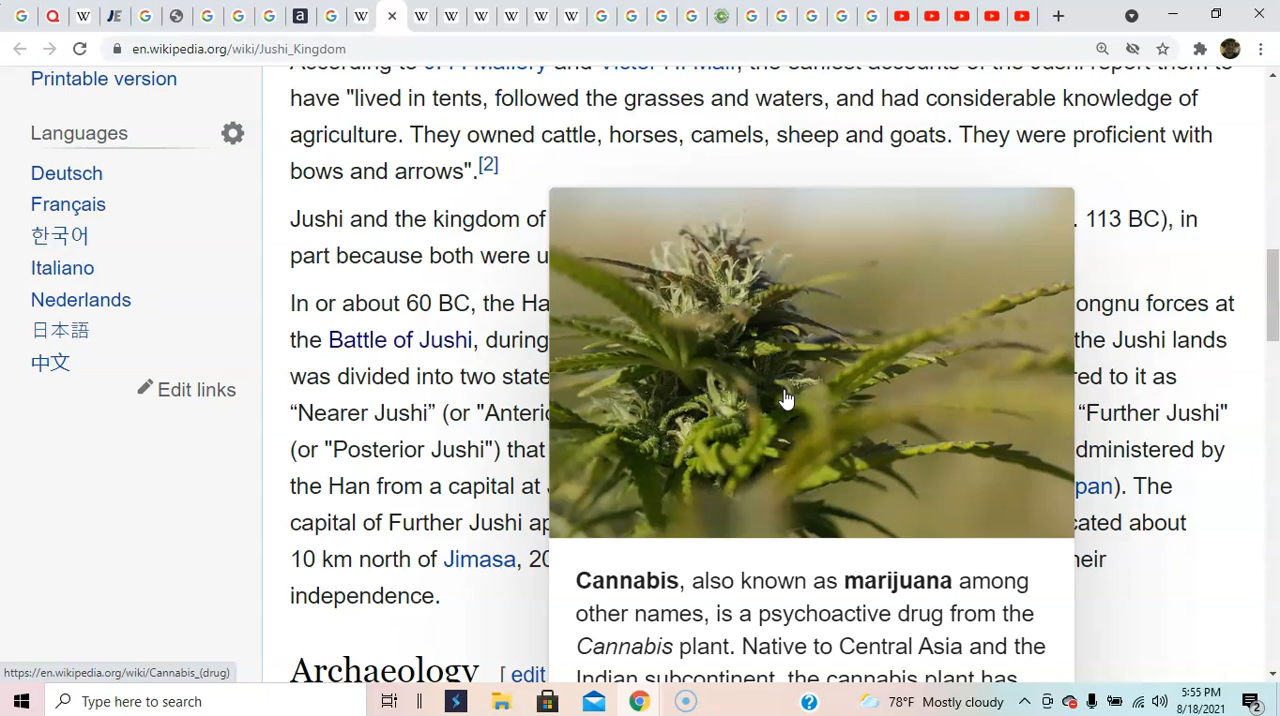 en.wikipedia.org/wiki/Jushi_Kingdom
Printable version
Languages
Deutsch
Français
한국어
Italiano
Nederlands
日本語
中文
Edit links
have "lived in tents, followed the grasses and waters, and had considerable knowledge of
agriculture. They owned cattle, horses, camels, sheep and goats. They were proficient with
bows and arrows".[2]
Jushi and the kingdom of . 113 BC), in
part because both were u
In or about 60 BC, the Ha ongnu forces at
the Battle of Jushi, during the Jushi lands
was divided into two state red to it as
“Nearer Jushi” (or "Anterio “Further Jushi"
(or "Posterior Jushi") that dministered by
the Han from a capital at pan). The
capital of Further Jushi ap cated about
10 km north of Jimasa, 20 heir
independence.
Archaeology [ edit
Cannabis, also known as marijuana among
other names, is a psychoactive drug from the
Cannabis plant. Native to Central Asia and the
Indian subcontinent, the cannabis plant has
https://en.wikipedia.org/wiki/Cannabis_(drug)
Type here to search
78°F Mostly cloudy
5:55 PM
8/18/2021
2